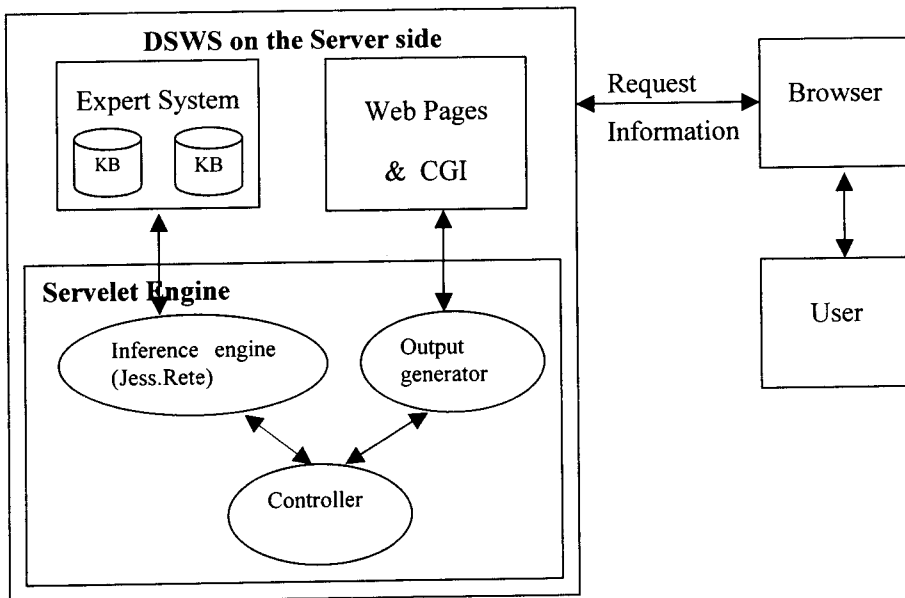 DSWS on the Server side
Expert System
KB
KB
Web Pages
& CGI
Request
Information
Browser
User
Servelet Engine
Inference engine
(Jess.Rete)
Output
generator
Controller